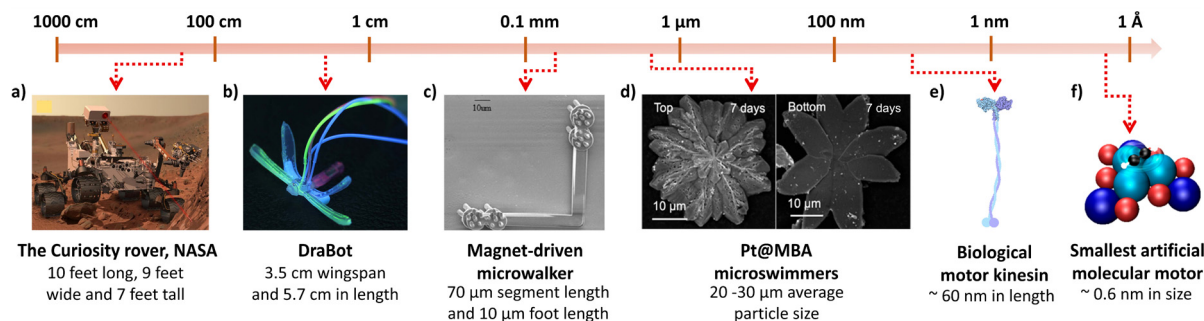 1000 cm
100 cm
1 cm
0.1 mm
1 µm
100 nm
1 nm
1 Å
a)
b)
c)
d)
e)
f)
10um
Top
7 days
Bottom
7 days
10 µm
10 µm
The Curiosity rover, NASA
10 feet long, 9 feet
wide and 7 feet tall
DraBot
3.5 cm wingspan
and 5.7 cm in length
Magnet-driven
microwalker
70 µm segment length
and 10 µm foot length
Pt@MBA
microswimmers
20 -30 µm average
particle size
Biological
motor kinesin
~ 60 nm in length
Smallest artificial
molecular motor
~ 0.6 nm in size